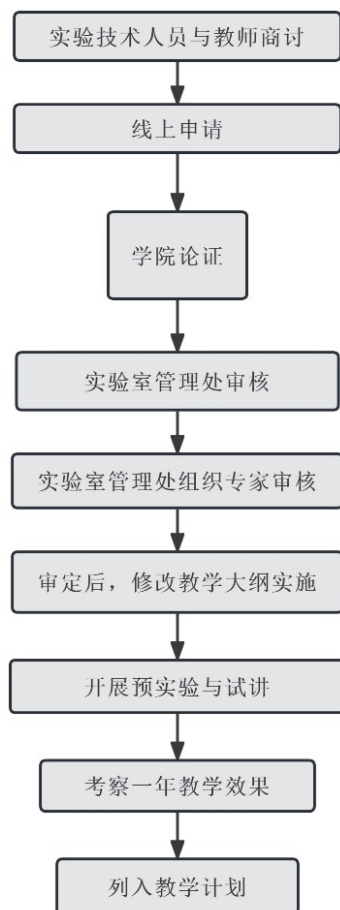 实验技术人员与教师商讨
线上申请
学院论证
实验室管理处审核
实验室管理处组织专家审核
审定后，修改教学大纲实施
开展预实验与试讲
考察一年教学效果
列入教学计划